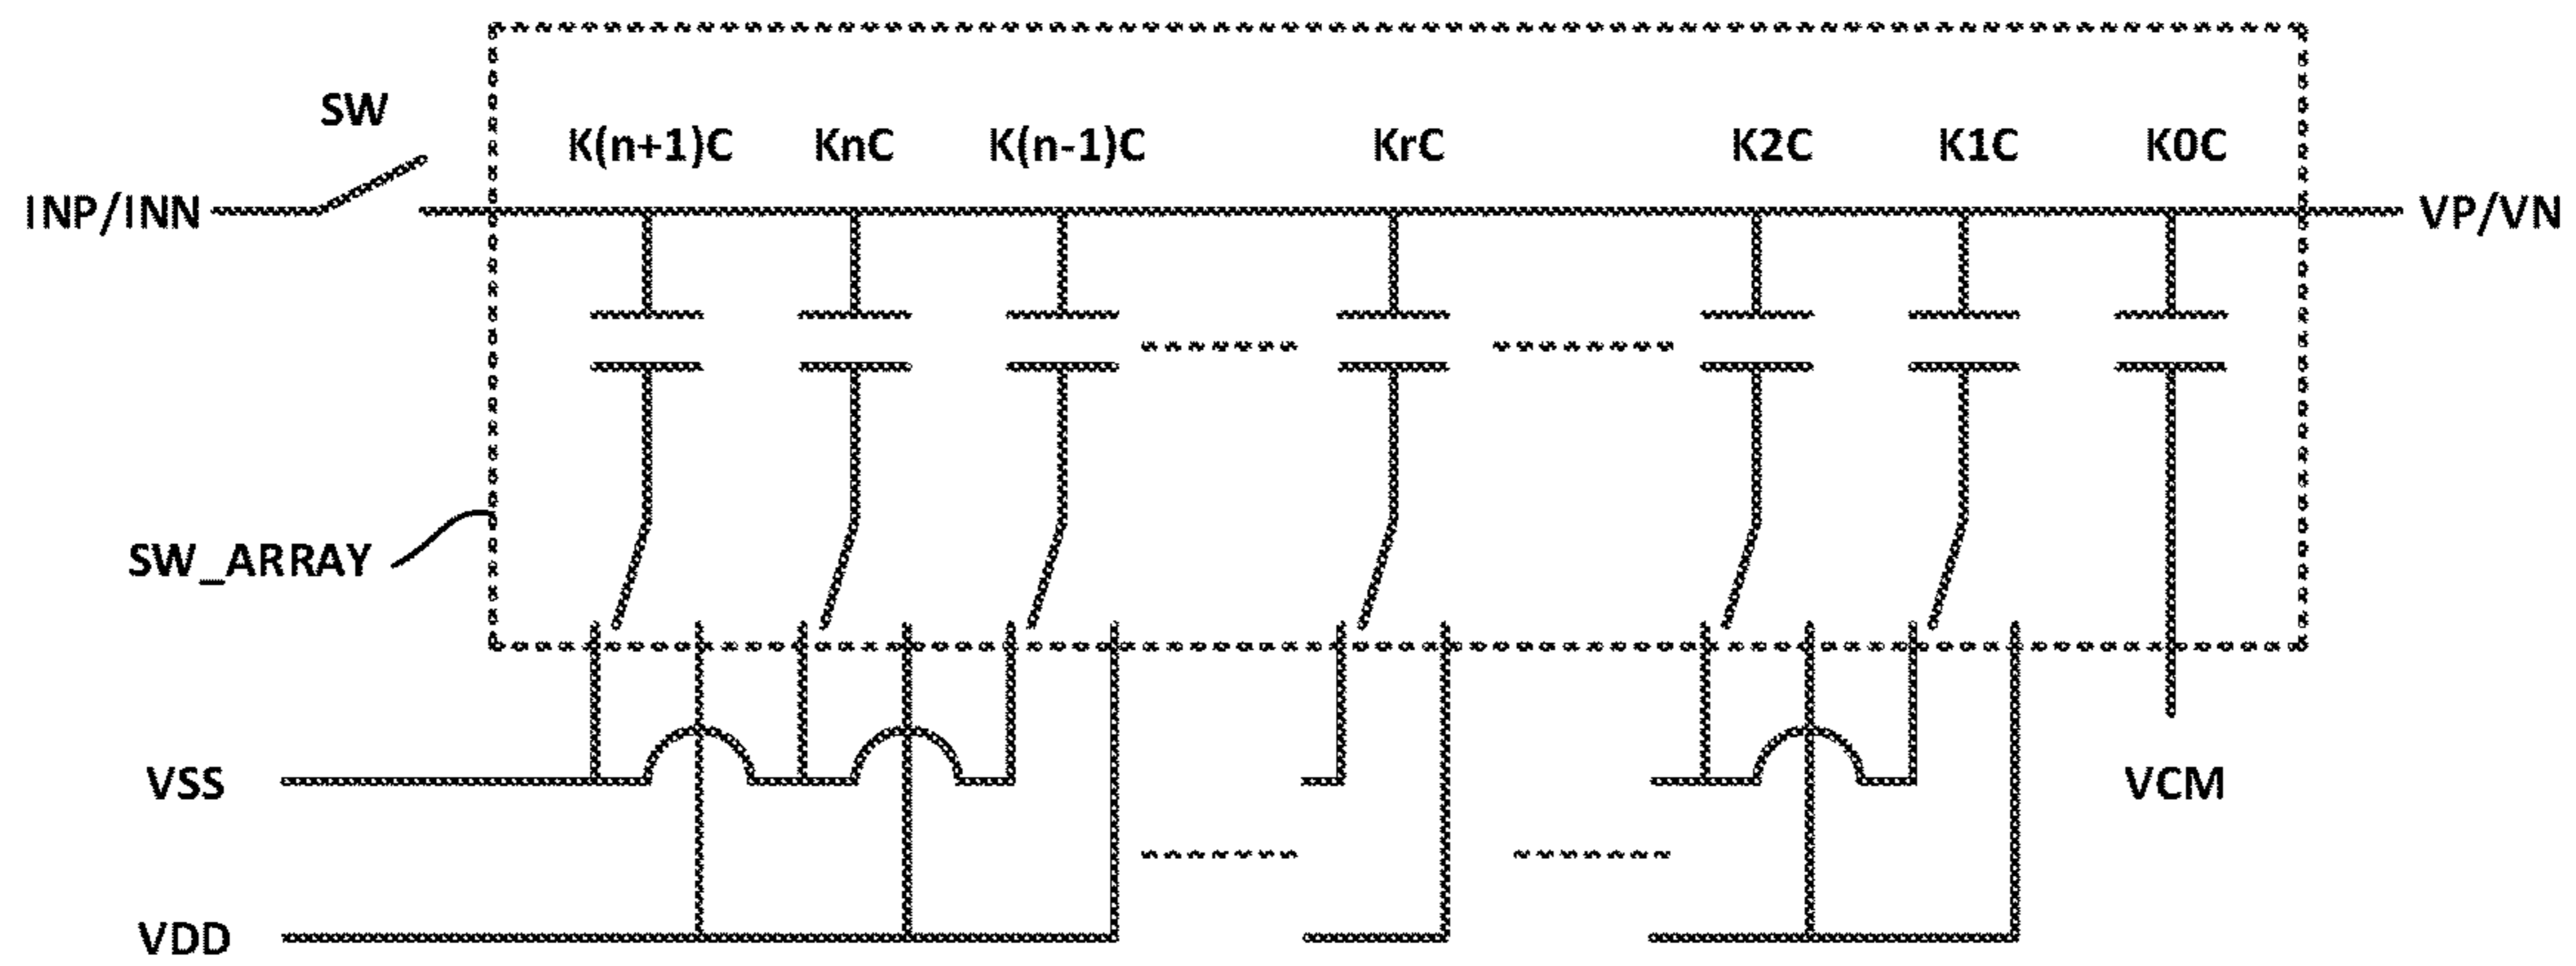 SW
K(n+1)C KnC K(n-1)C KrC K2C K1C K0C
INP/INN VP/VN
SW_ARRAY
VSS VCM
VDD